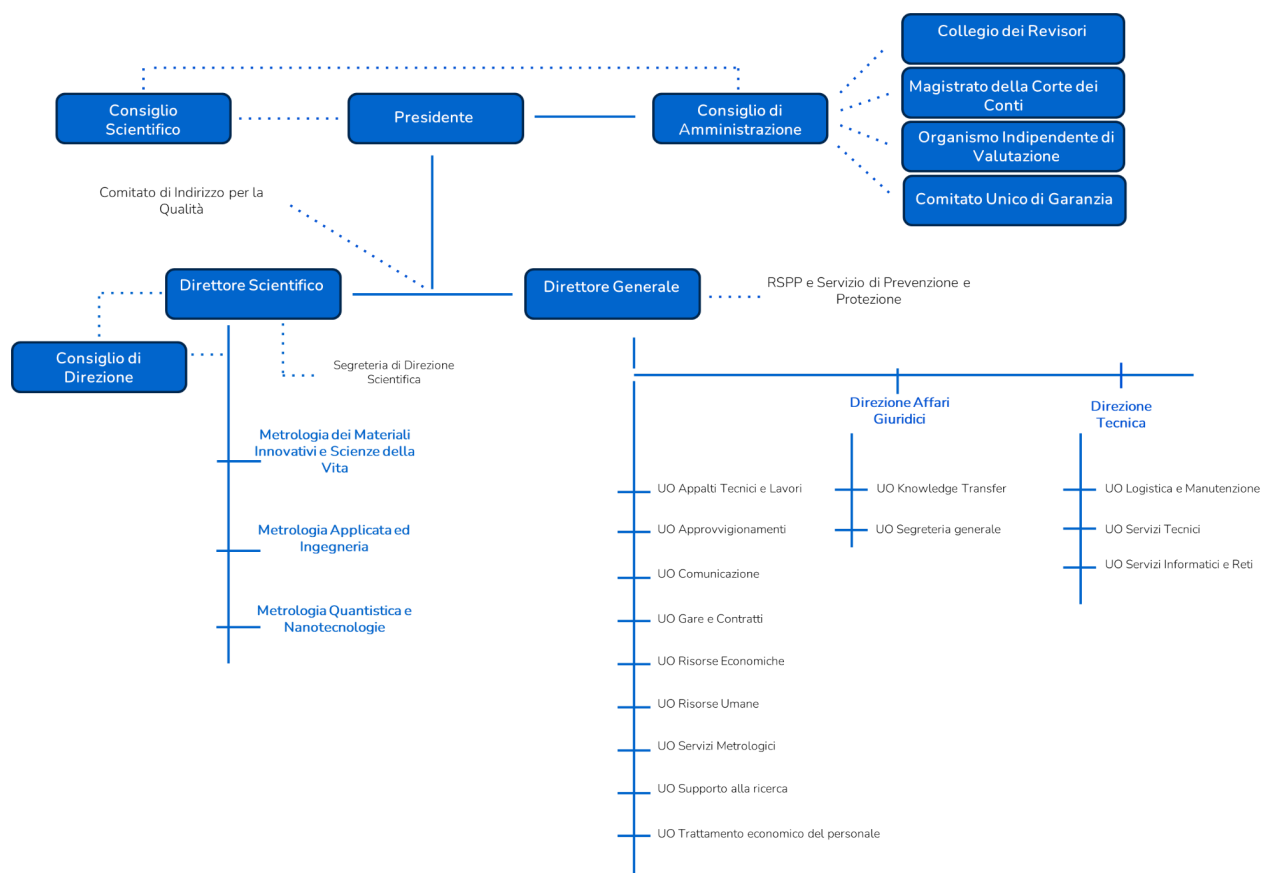 Collegio dei Revisori
Consiglio
Scientifico
Presidente
Consiglio di
Amministrazione
Magistrato della Corte dei
Conti
Organismo Indipendente di
Valutazione
Comitato Unico di Garanzia
Comitato di Indirizzo per la
Qualità
Direttore Scientifico
Direttore Generale
RSPP e Servizio di Prevenzione e
Protezione
Consiglio di
Direzione
Segreteria di Direzione
Scientifica
Metrologia dei Materiali
Innovativi e Scienze della
Vita
Metrologia Applicata ed
Ingegneria
Metrologia Quantistica e
Nanotecnologie
UO Appalti Tecnici e Lavori
UO Approvvigionamenti
UO Comunicazione
UO Gare e Contratti
UO Risorse Economiche
UO Risorse Umane
UO Servizi Metrologici
UO Supporto alla ricerca
UO Trattamento economico del personale
Direzione Affari
Giuridici
UO Knowledge Transfer
UO Segreteria generale
Direzione
Tecnica
UO Logistica e Manutenzione
UO Servizi Tecnici
UO Servizi Informatici e Reti